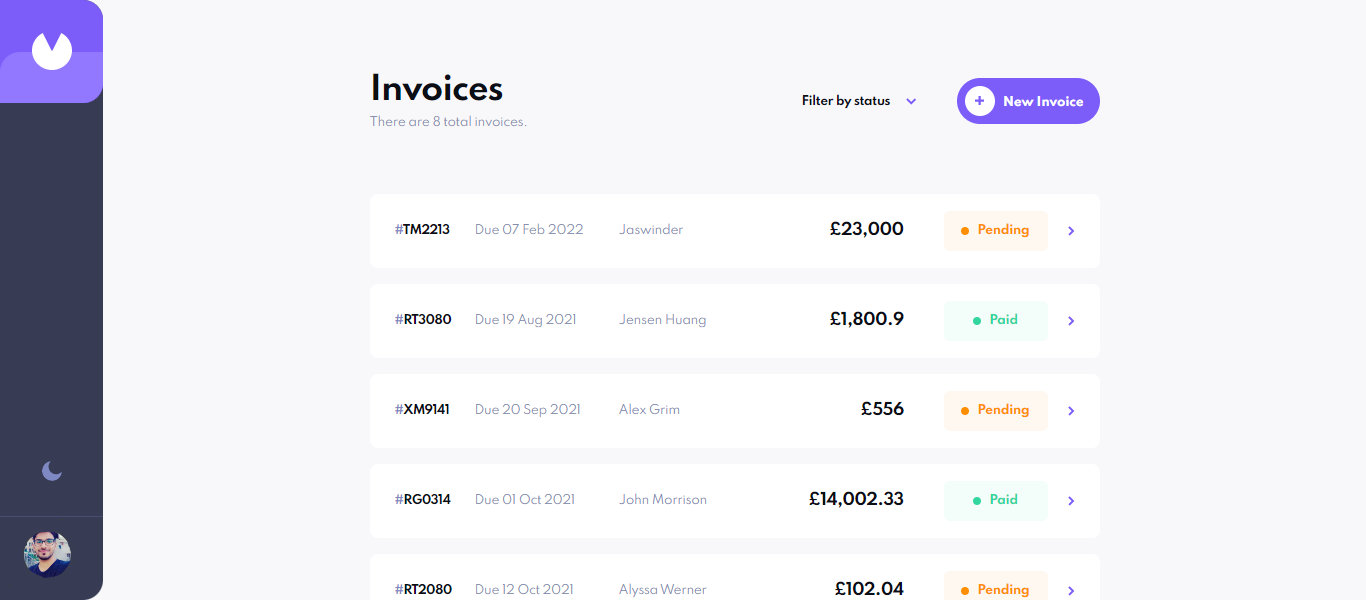 Invoices
There are 8 total invoices.
Filter by status
+ New Invoice
#TM2213 Due 07 Feb 2022 Jaswinder £23,000 Pending
#RT3080 Due 19 Aug 2021 Jensen Huang £1,800.9 Paid
#XM9141 Due 20 Sep 2021 Alex Grim £556 Pending
#RG0314 Due 01 Oct 2021 John Morrison £14,002.33 Paid
#RT2080 Due 12 Oct 2021 Alyssa Werner £102.04 Pending